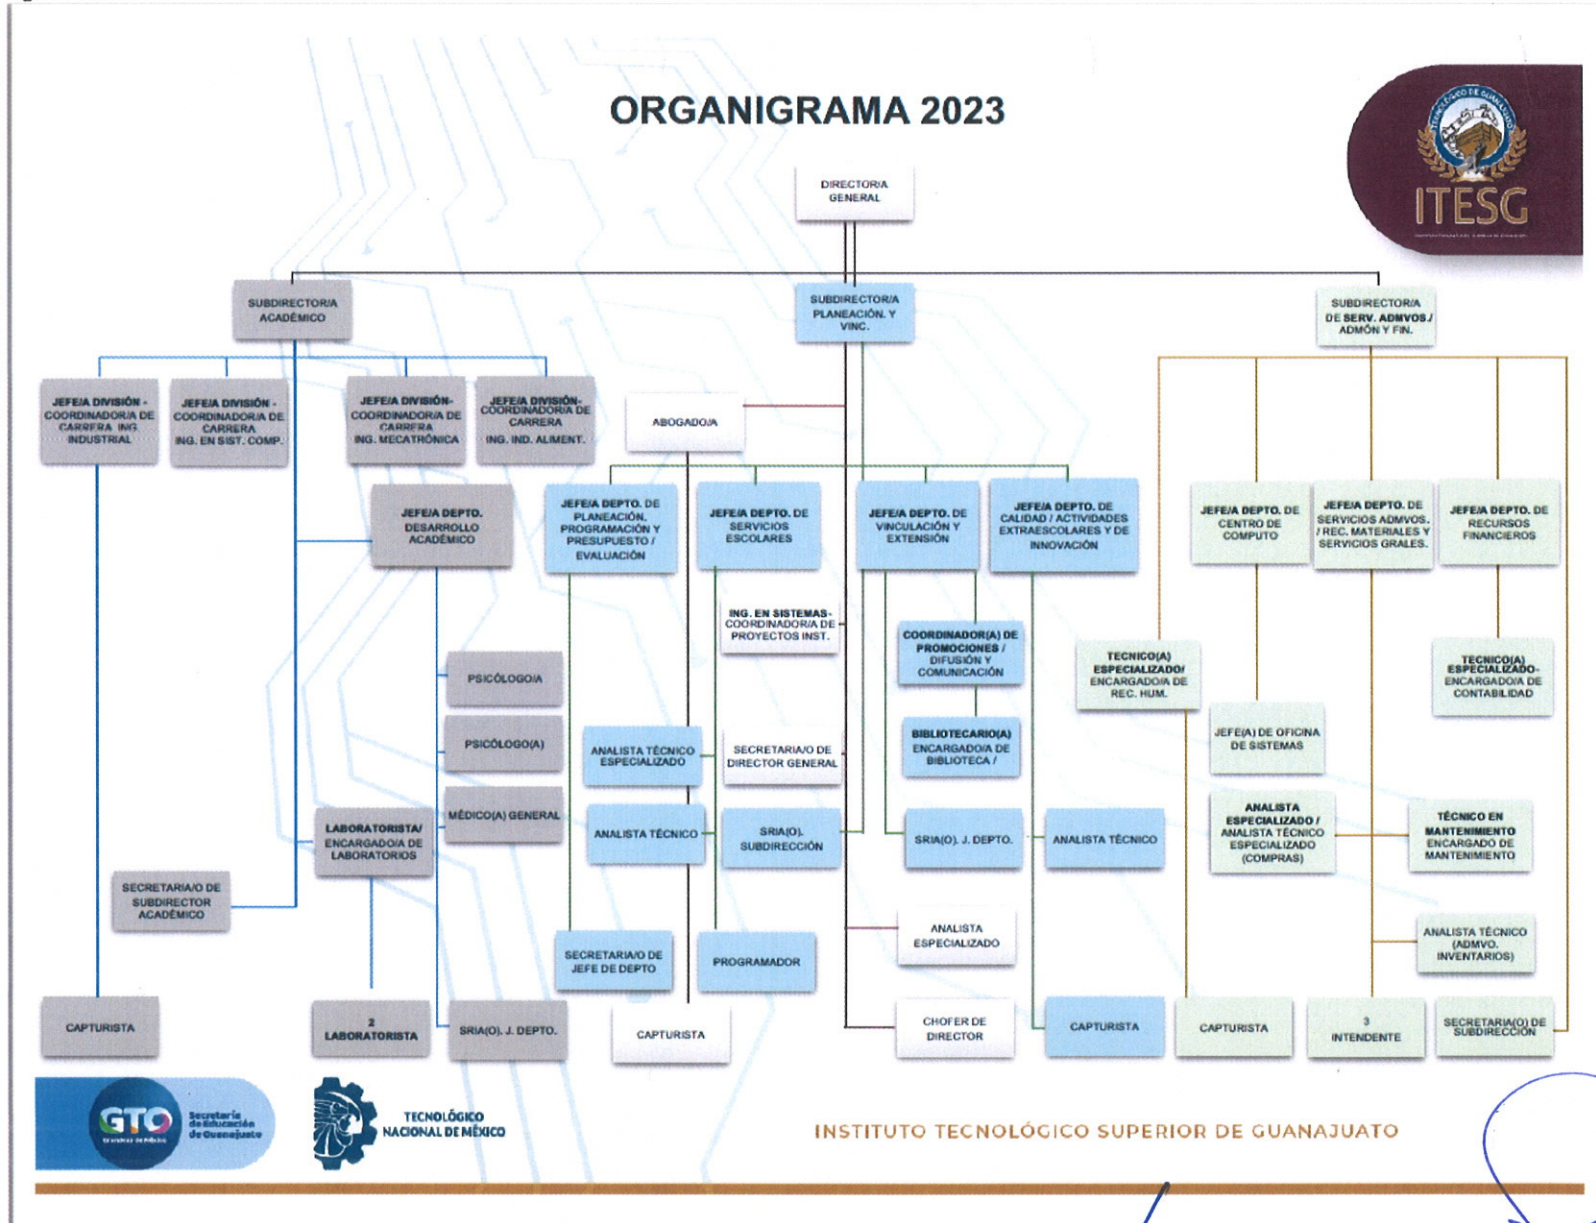 ORGANIGRAMA 2023
TECNOLÓGICO DE GUANAJUATO
ITESG
DIRECTOR/A
GENERAL
SUBDIRECTOR/A
ACADÉMICO
SUBDIRECTOR/A
PLANEACIÓN. Y
VINC.
SUBDIRECTOR/A
DE SERV. ADMVOS./
ADMÓN Y FIN.
JEFE/A DIVISIÓN -
COORDINADOR/A DE
CARRERA ING.
INDUSTRIAL
JEFE/A DIVISIÓN -
COORDINADOR/A DE
CARRERA
ING. EN SIST. COMP.
JEFE/A DIVISIÓN-
COORDINADOR/A DE
CARRERA
ING. MECATRÓNICA
JEFE/A DIVISIÓN-
COORDINADOR/A DE
CARRERA
ING. IND. ALIMENT.
ABOGADO/A
JEFE/A DEPTO.
DESARROLLO
ACADÉMICO
JEFE/A DEPTO. DE
PLANEACIÓN,
PROGRAMACIÓN Y
PRESUPUESTO /
EVALUACIÓN
JEFE/A DEPTO. DE
SERVICIOS
ESCOLARES
JEFE/A DEPTO. DE
VINCULACIÓN Y
EXTENSIÓN
JEFE/A DEPTO. DE
CALIDAD / ACTIVIDADES
EXTRAESCOLARES Y DE
INNOVACIÓN
JEFE/A DEPTO. DE
CENTRO DE
COMPUTO
JEFE/A DEPTO. DE
SERVICIOS ADMVOS.
/ REC. MATERIALES Y
SERVICIOS GRALES.
JEFE/A DEPTO. DE
RECURSOS
FINANCIEROS
ING. EN SISTEMAS-
COORDINADOR/A DE
PROYECTOS INST.
COORDINADOR(A) DE
PROMOCIONES /
DIFUSIÓN Y
COMUNICACIÓN
TECNICO(A)
ESPECIALIZADO/
ENCARGADO/A DE
REC. HUM.
TECNICO(A)
ESPECIALIZADO-
ENCARGADO/A DE
CONTABILIDAD
PSICÓLOGO/A
PSICÓLOGO(A)
ANALISTA TÉCNICO
ESPECIALIZADO
SECRETARIA/O DE
DIRECTOR GENERAL
BIBLIOTECARIO(A)
ENCARGADO/A DE
BIBLIOTECA /
JEFE(A) DE OFICINA
DE SISTEMAS
MÉDICO(A) GENERAL
LABORATORISTA/
ENCARGADO/A DE
LABORATORIOS
ANALISTA TÉCNICO
SRIA(O).
SUBDIRECCIÓN
SRIA(O). J. DEPTO.
ANALISTA TÉCNICO
ANALISTA
ESPECIALIZADO /
ANALISTA TÉCNICO
ESPECIALIZADO
(COMPRAS)
TÉCNICO EN
MANTENIMIENTO
ENCARGADO DE
MANTENIMIENTO
SECRETARIA/O DE
SUBDIRECTOR
ACADÉMICO
SECRETARIA/O DE
JEFE DE DEPTO
PROGRAMADOR
ANALISTA
ESPECIALIZADO
ANALISTA TÉCNICO
(ADMVO.
INVENTARIOS)
CAPTURISTA
2
LABORATORISTA
SRIA(O). J. DEPTO.
CAPTURISTA
CHOFER DE
DIRECTOR
CAPTURISTA
CAPTURISTA
3
INTENDENTE
SECRETARIA(O) DE
SUBDIRECCIÓN
GTO
Secretaría
de Educación
de Guanajuato
TECNOLÓGICO
NACIONAL DE MÉXICO
INSTITUTO TECNOLÓGICO SUPERIOR DE GUANAJUATO